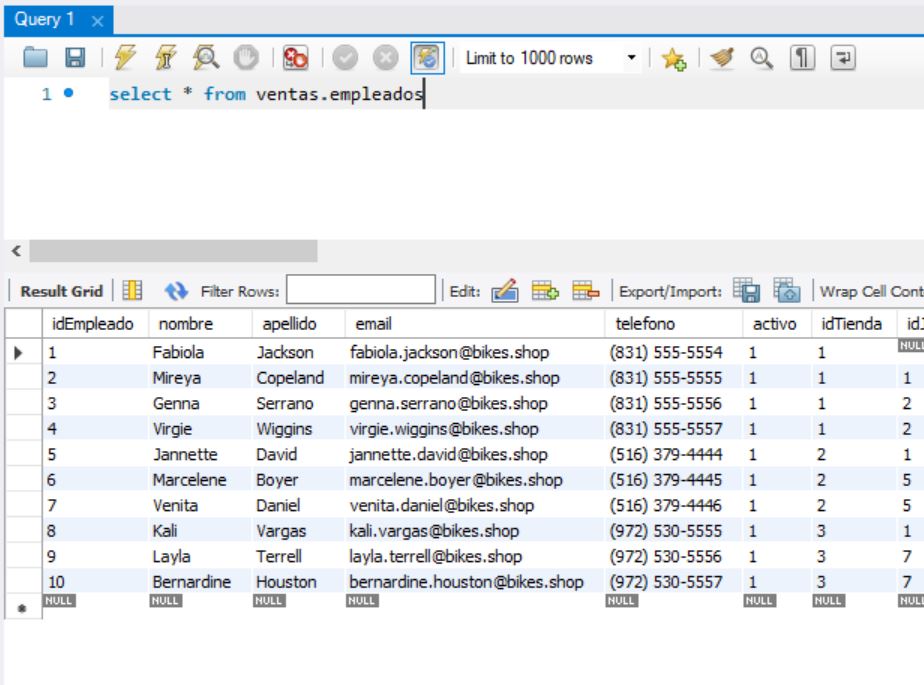 Query 1
Limit to 1000 rows
1 select * from ventas.empleados
Result Grid Filter Rows: Edit: Export/Import: Wrap Cell Cont
idEmpleado nombre apellido email telefono activo idTienda
1 Fabiola Jackson fabiola.jackson@bikes.shop (831) 555-5554 1 1 NULL
2 Mireya Copeland mireya.copeland@bikes.shop (831) 555-5555 1 1 1
3 Genna Serrano genna.serrano@bikes.shop (831) 555-5556 1 1 2
4 Virgie Wiggins virgie.wiggins@bikes.shop (831) 555-5557 1 1 2
5 Jannette David jannette.david@bikes.shop (516) 379-4444 1 2 1
6 Marcelene Boyer marcelene.boyer@bikes.shop (516) 379-4445 1 2 5
7 Venita Daniel venita.daniel@bikes.shop (516) 379-4446 1 2 5
8 Kali Vargas kali.vargas@bikes.shop (972) 530-5555 1 3 1
9 Layla Terrell layla.terrell@bikes.shop (972) 530-5556 1 3 7
10 Bernardine Houston bernardine.houston@bikes.shop (972) 530-5557 1 3 7
NULL NULL NULL NULL NULL NULL NULL NULL